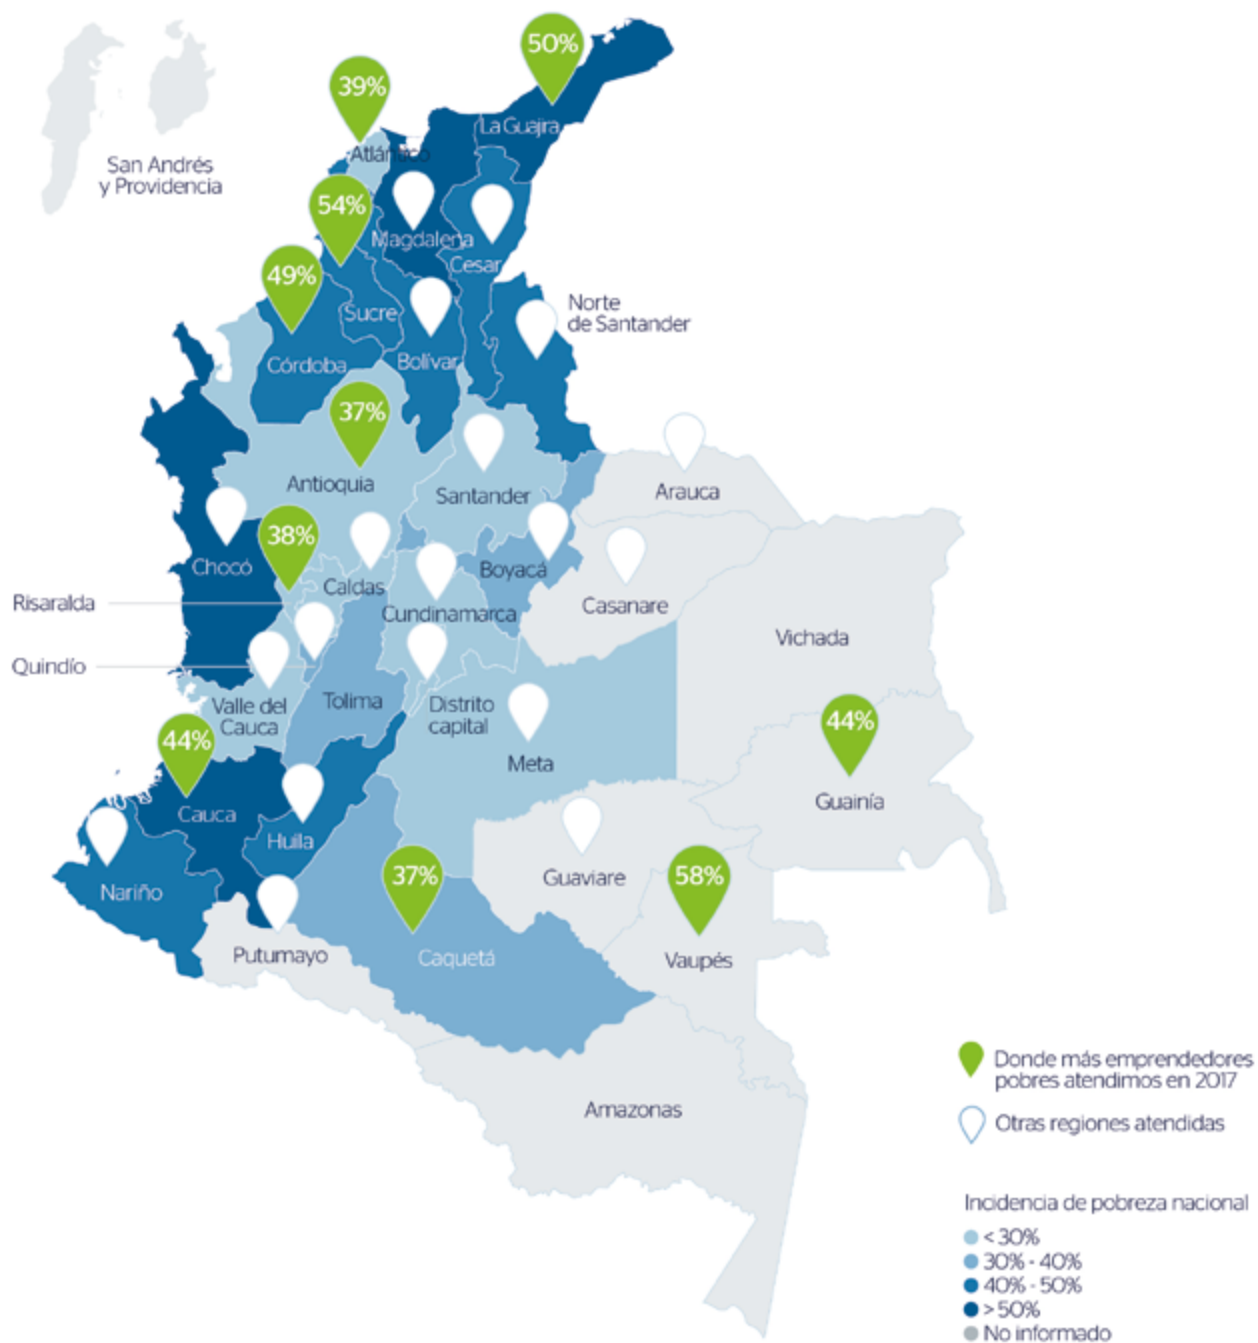 50%
39%
La Guajira
Atlántico
San Andrés
y Providencia
54%
Magdalena
Cesar
49%
Norte
de Santander
Sucre
Córdoba
Bolívar
37%
Antioquia
Santander
Arauca
38%
Chocó
Caldas
Boyacá
Risaralda
Cundinamarca
Casanare
Vichada
Quindío
Valle del
Cauca
Tolima
Distrito
capital
44%
44%
Meta
Guainía
Cauca
Huila
Nariño
37%
Guaviare
58%
Putumayo
Caquetá
Vaupés
Donde más emprendedores
pobres atendimos en 2017
Amazonas
Otras regiones atendidas
Incidencia de pobreza nacional
< 30%
30% - 40%
40% - 50%
> 50%
No informado